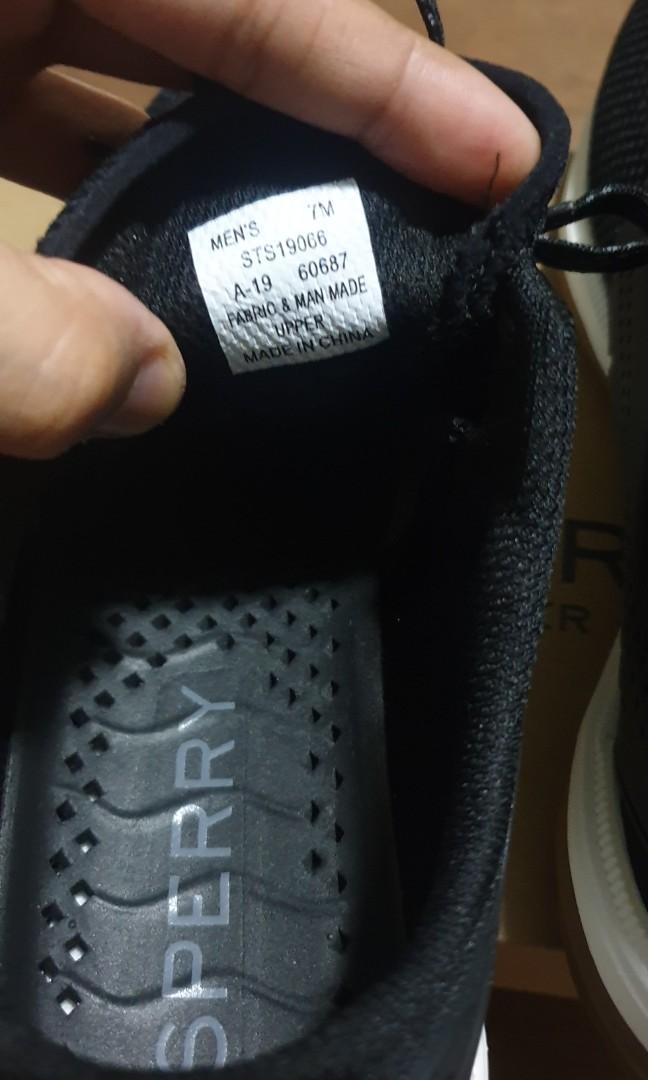 MEN'S 7M
STS19066
A-19 60687
FABRIC & MAN MADE
UPPER
MADE IN CHINA
SPERRY